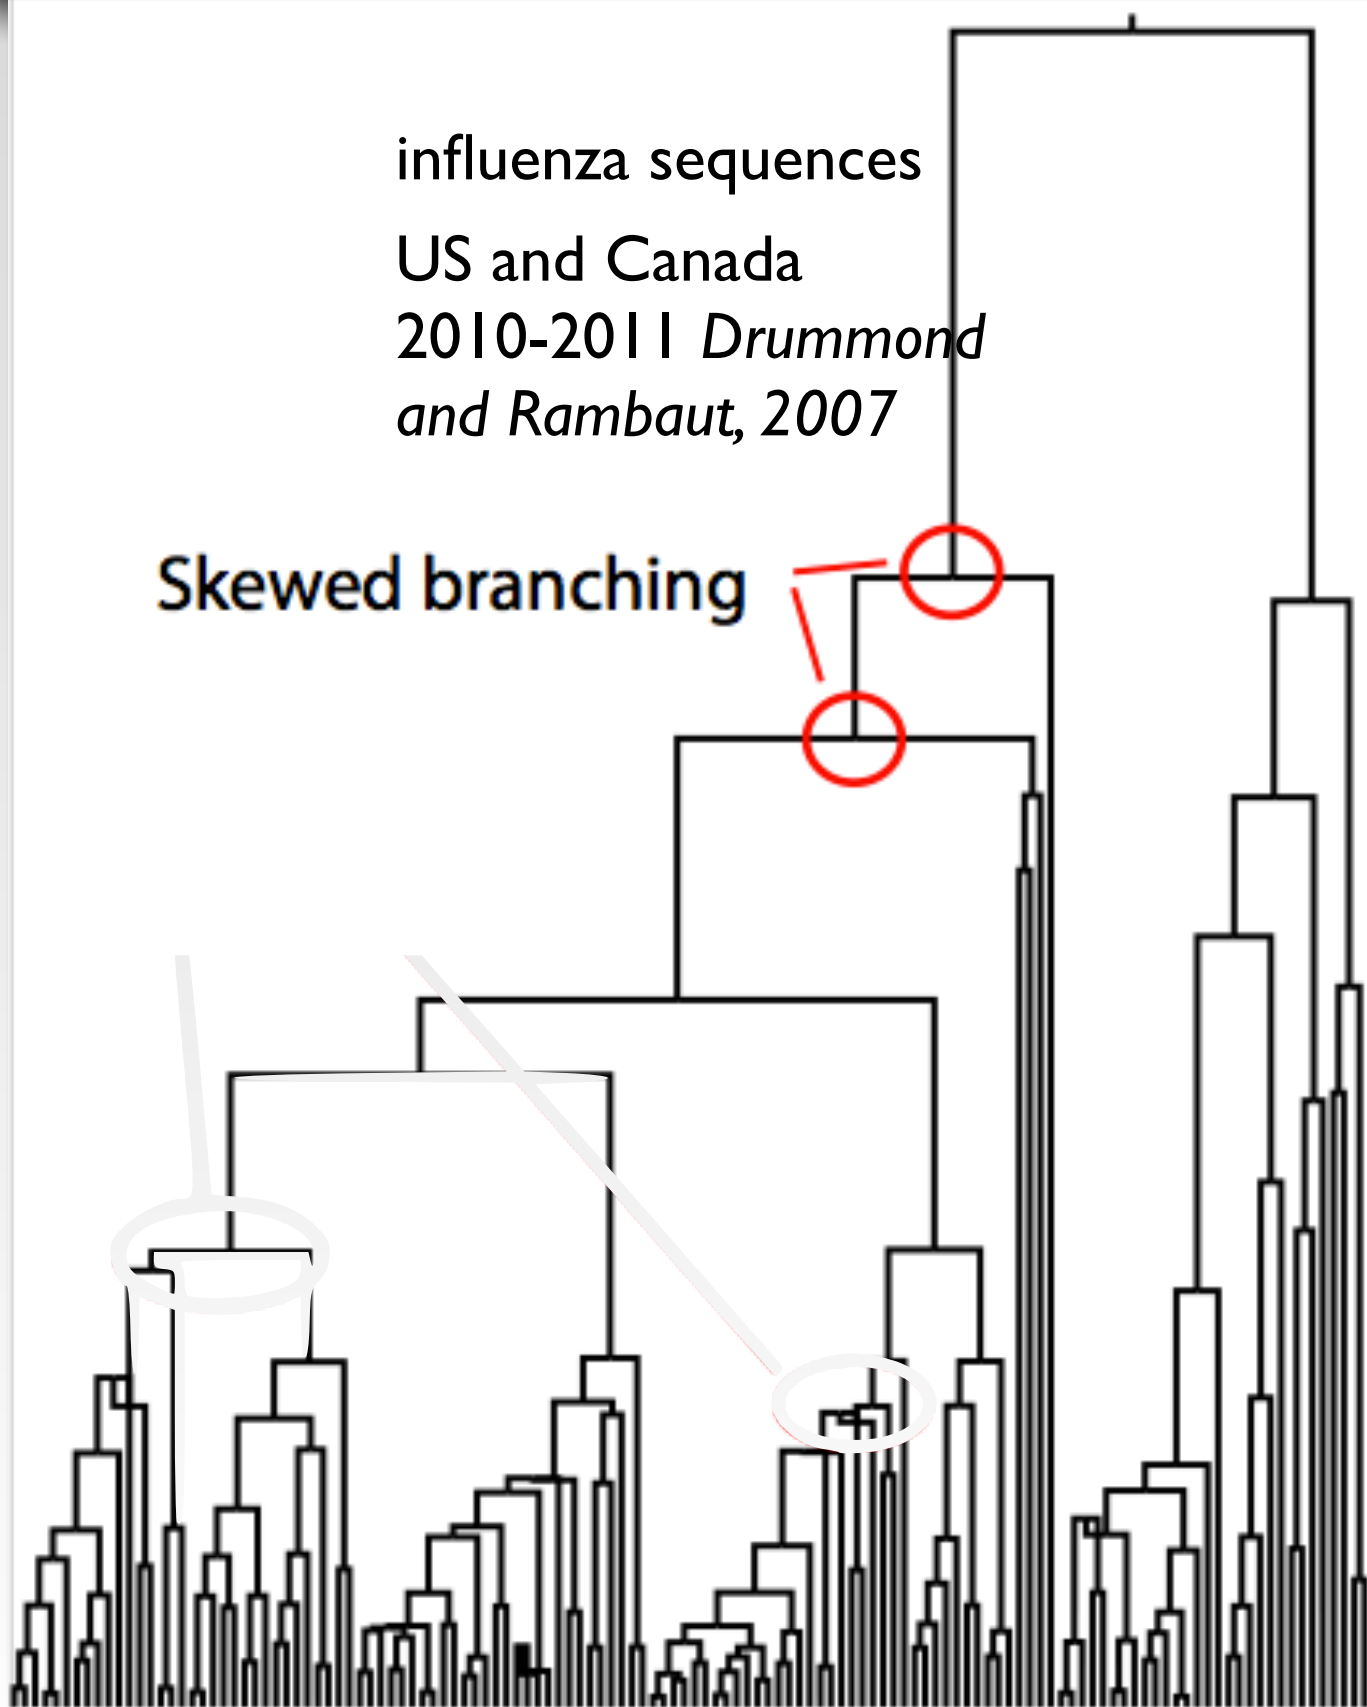 influenza sequences
US and Canada
2010-2011 Drummond
and Rambaut, 2007
Skewed branching